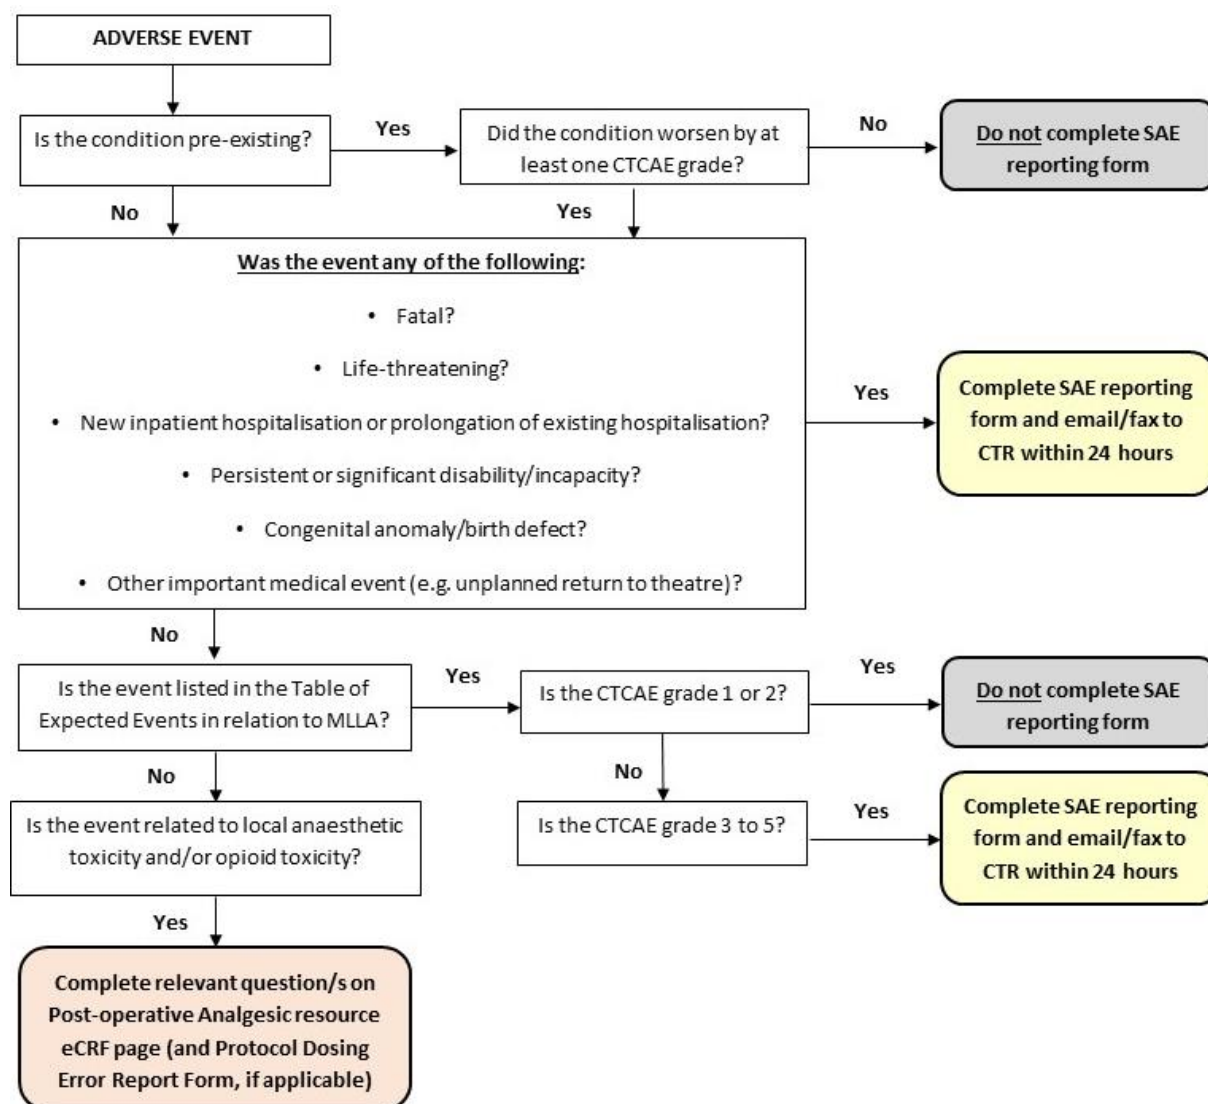 ADVERSE EVENT
Is the condition pre-existing?
Yes
Did the condition worsen by at
least one CTCAE grade?
No
Do not complete SAE
reporting form
No
Yes
Was the event any of the following:
• Fatal?
• Life-threatening?
• New inpatient hospitalisation or prolongation of existing hospitalisation?
• Persistent or significant disability/incapacity?
• Congenital anomaly/birth defect?
• Other important medical event (e.g. unplanned return to theatre)?
Yes
Complete SAE reporting
form and email/fax to
CTR within 24 hours
No
Is the event listed in the Table of
Expected Events in relation to MLLA?
Yes
Is the CTCAE grade 1 or 2?
Yes
Do not complete SAE
reporting form
No
No
Is the event related to local anaesthetic
toxicity and/or opioid toxicity?
Is the CTCAE grade 3 to 5?
Yes
Complete SAE reporting
form and email/fax to
CTR within 24 hours
Yes
Complete relevant question/s on
Post-operative Analgesic resource
eCRF page (and Protocol Dosing
Error Report Form, if applicable)